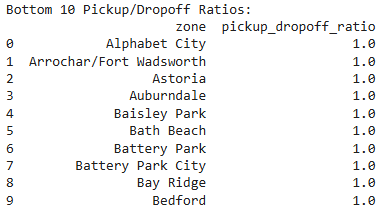 Bottom 10 Pickup/Dropoff Ratios:
zone pickup_dropoff_ratio
0 Alphabet City 1.0
1 Arrochar/Fort Wadsworth 1.0
2 Astoria 1.0
3 Auburndale 1.0
4 Baisley Park 1.0
5 Bath Beach 1.0
6 Battery Park 1.0
7 Battery Park City 1.0
8 Bay Ridge 1.0
9 Bedford 1.0